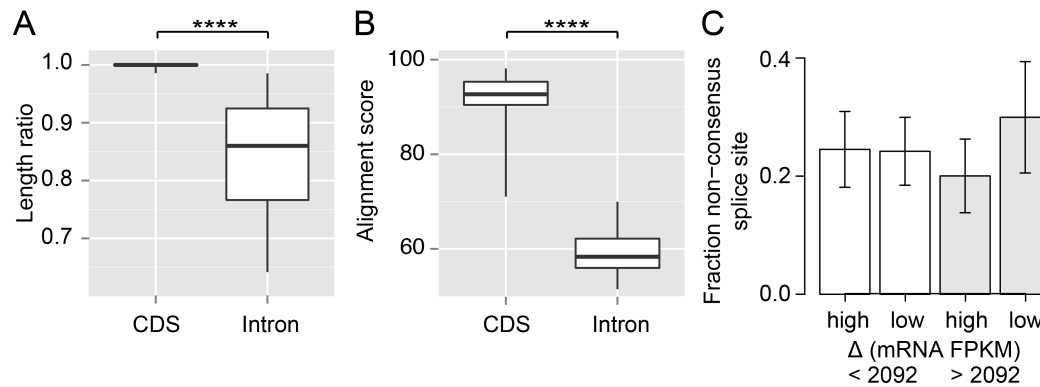 A
****
Length ratio
1.0
0.9
0.8
0.7
CDS
Intron
B
****
Alignment score
100
80
60
CDS
Intron
C
Fraction non−consensus
splice site
0.4
0.2
0.0
high low high low
Δ (mRNA FPKM)
< 2092 > 2092